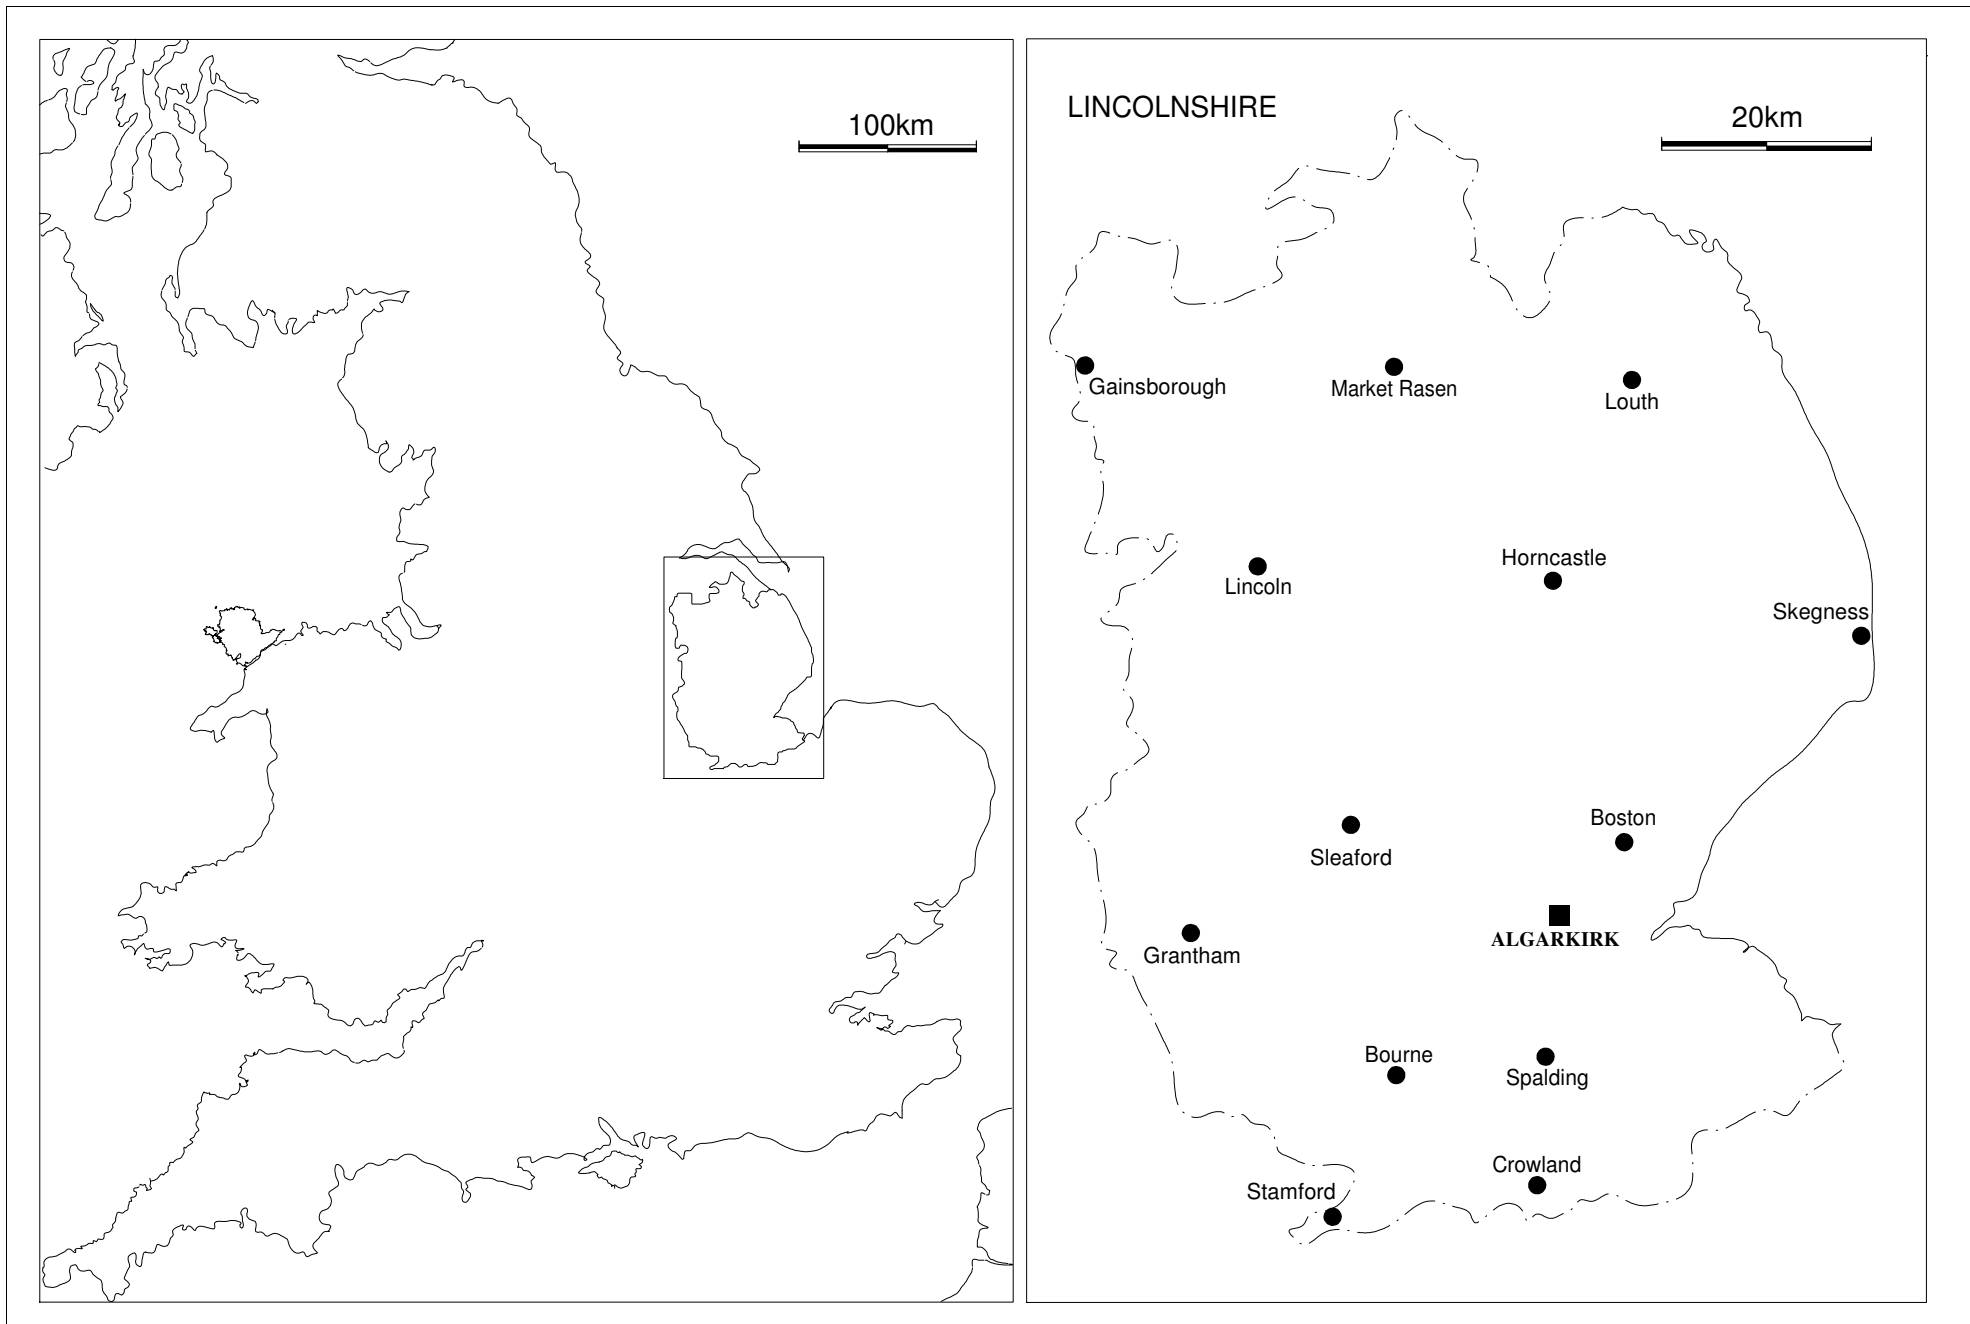 100km
LINCOLNSHIRE
20km
Gainsborough
Market Rasen
Louth
Horncastle
Lincoln
Skegness
Boston
Sleaford
ALGARKIRK
Grantham
Bourne
Spalding
Crowland
Stamford